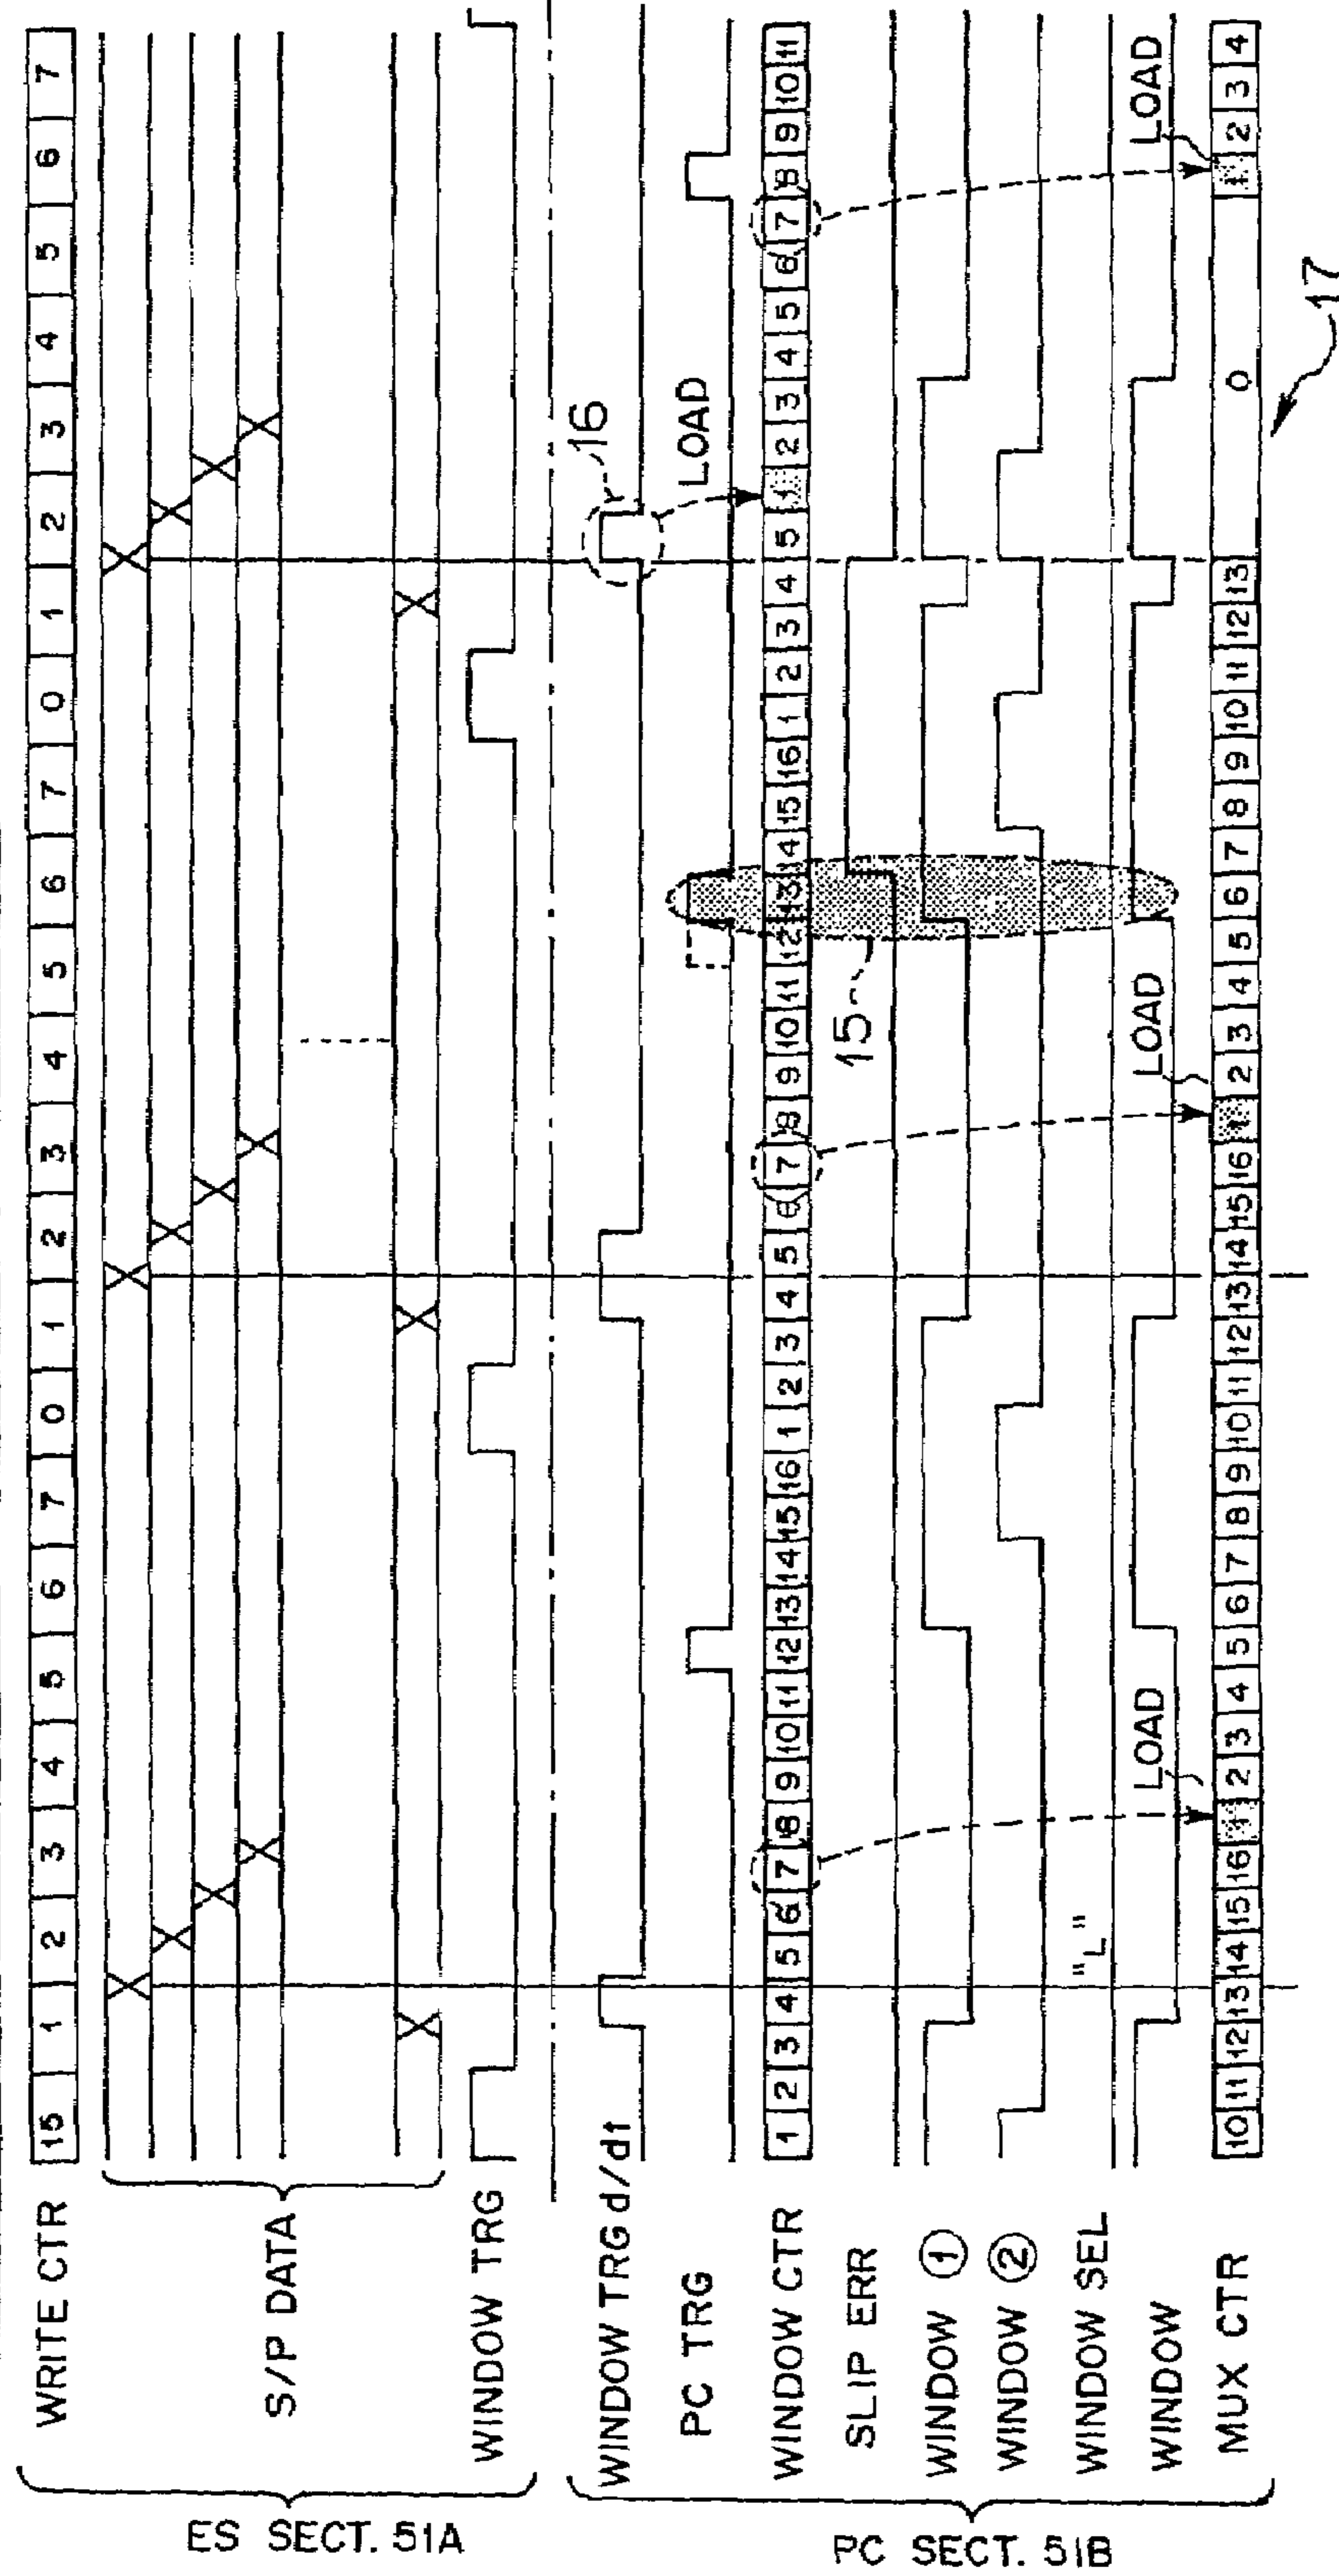 ES SECT. 51A
WRITE CTR 15 1 2 3 4 5 6 7 0 1 2 3 4 5 6 7 0 1 2 3 4 5 6 7
S/P DATA
WINDOW TRG
PC SECT. 51B
WINDOW TRG d/dt
16
PC TRG
LOAD
WINDOW CTR 1 2 3 4 5 6 7 8 9 10 11 12 13 14 15 16 1 2 3 4 5 6 7 8 9 10 11 12 13 14 15 16 1 2 3 4 5 1 2 3 4 5 6 7 8 9 10 11
SLIP ERR
15
WINDOW ①
WINDOW ②
WINDOW SEL "L"
WINDOW
LOAD LOAD LOAD
MUX CTR 10 11 12 13 14 15 16 1 2 3 4 5 6 7 8 9 10 11 12 13 14 15 16 1 2 3 4 5 6 7 8 9 10 11 12 13 0 1 2 3 4
17